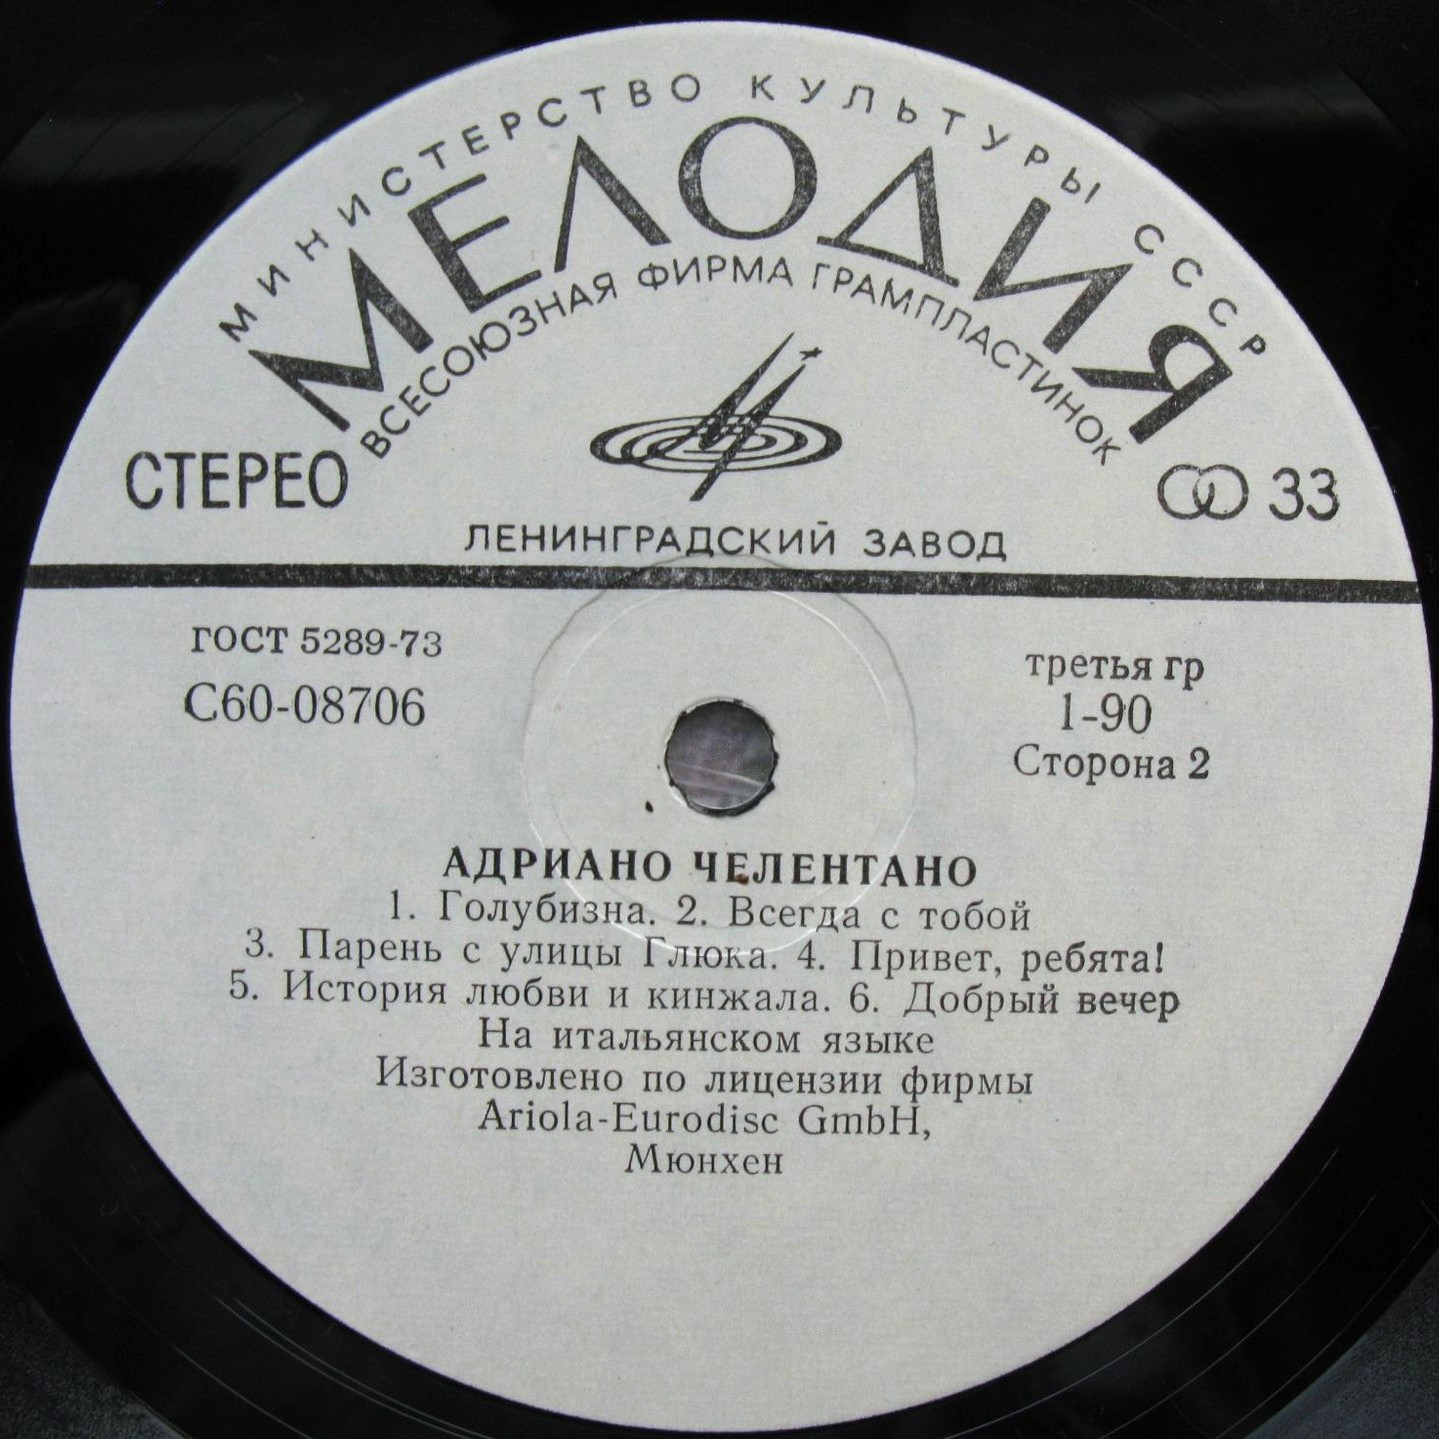 МИНИСТЕРСТВО КУЛЬТУРЫ СССР
МЕЛОДИЯ
ВСЕСОЮЗНАЯ ФИРМА ГРАМПЛАСТИНОК
СТЕРЕО
33
ЛЕНИНГРАДСКИЙ ЗАВОД
ГОСТ 5289-73
С60-08706
третья гр
1-90
Сторона 2
АДРИАНО ЧЕЛЕНТАНО
1. Голубизна. 2. Всегда с тобой
3. Парень с улицы Глюка. 4. Привет, ребята!
5. История любви и кинжала. 6. Добрый вечер
На итальянском языке
Изготовлено по лицензии фирмы
Ariola-Eurodisc GmbH,
Мюнхен